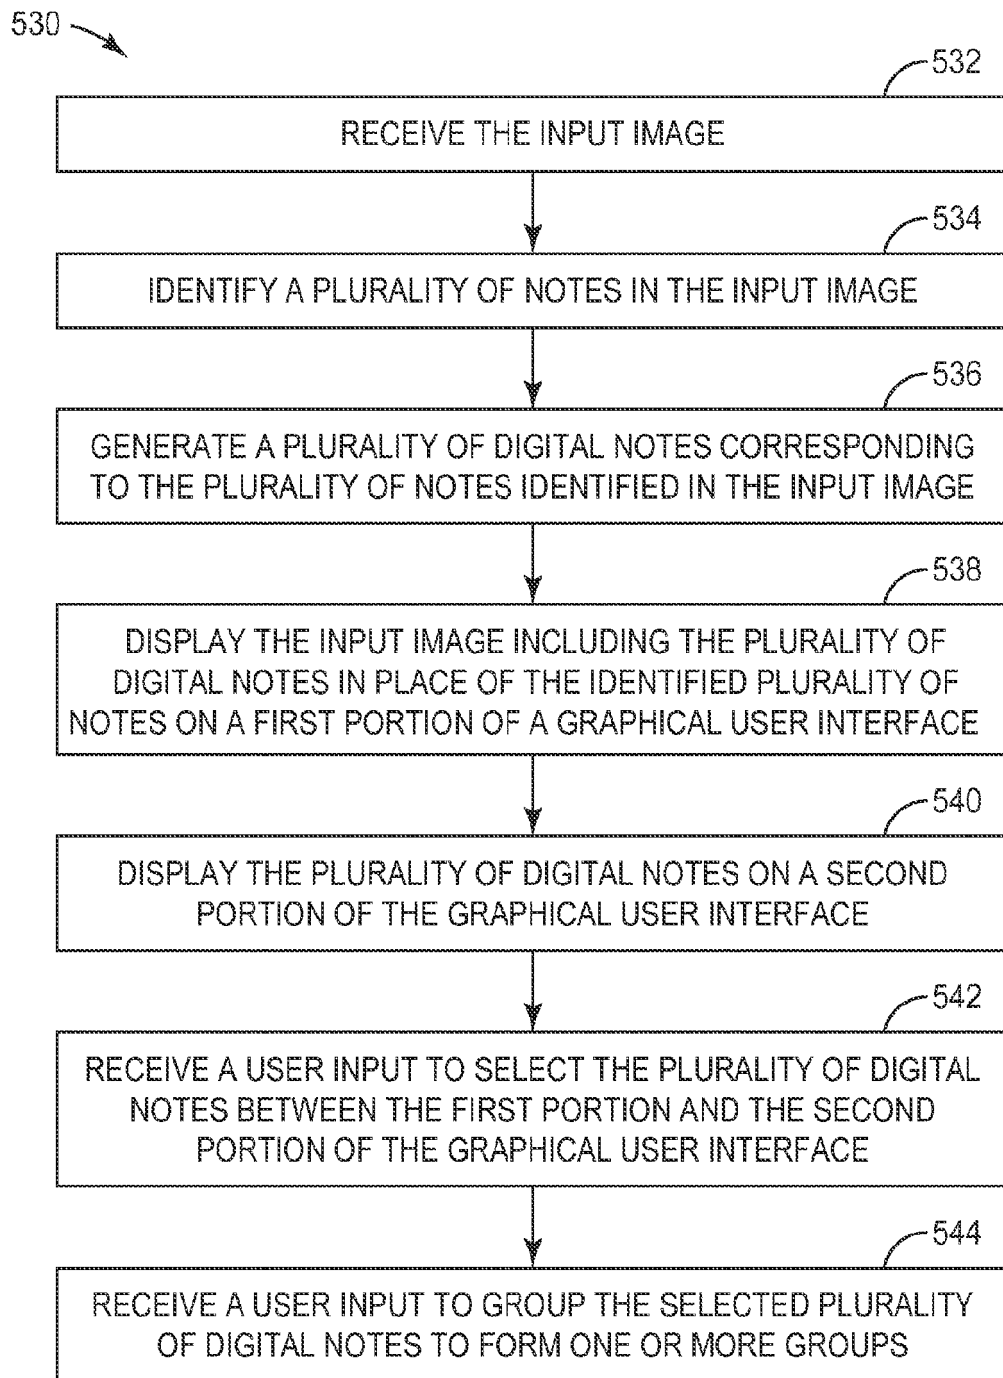 530
532
RECEIVE THE INPUT IMAGE
534
IDENTIFY A PLURALITY OF NOTES IN THE INPUT IMAGE
536
GENERATE A PLURALITY OF DIGITAL NOTES CORRESPONDING
TO THE PLURALITY OF NOTES IDENTIFIED IN THE INPUT IMAGE
538
DISPLAY THE INPUT IMAGE INCLUDING THE PLURALITY OF
DIGITAL NOTES IN PLACE OF THE IDENTIFIED PLURALITY OF
NOTES ON A FIRST PORTION OF A GRAPHICAL USER INTERFACE
540
DISPLAY THE PLURALITY OF DIGITAL NOTES ON A SECOND
PORTION OF THE GRAPHICAL USER INTERFACE
542
RECEIVE A USER INPUT TO SELECT THE PLURALITY OF DIGITAL
NOTES BETWEEN THE FIRST PORTION AND THE SECOND
PORTION OF THE GRAPHICAL USER INTERFACE
544
RECEIVE A USER INPUT TO GROUP THE SELECTED PLURALITY
OF DIGITAL NOTES TO FORM ONE OR MORE GROUPS